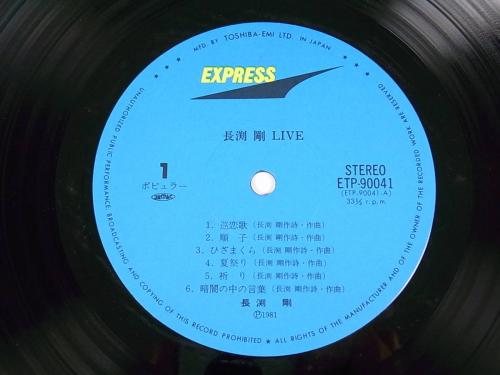 MFD. BY TOSHIBA-EMI LTD. IN JAPAN
★ ★ ★ ALL RIGHTS OF THE MANUFACTURER AND OF THE OWNER OF THE RECORDED WORK ARE RESERVED ★ ★ ★
UNAUTHORIZED PUBLIC PERFORMANCE, BROADCASTING AND COPYING OF THIS RECORD PROHIBITED
EXPRESS
長渕 剛 LIVE
1
ポピュラー
STEREO
ETP-90041
(ETP-90041-A)
33⅓ r.p.m.
1. 巡恋歌 (長渕 剛作詩・作曲)
2. 順 子 (長渕 剛作詩・作曲)
3. ひざまくら (長渕 剛作詩・作曲)
4. 夏祭り (長渕 剛作詩・作曲)
5. 祈 り (長渕 剛作詩・作曲)
6. 暗闇の中の言葉 (長渕 剛作詩・作曲)
長 渕 剛
Ⓟ1981